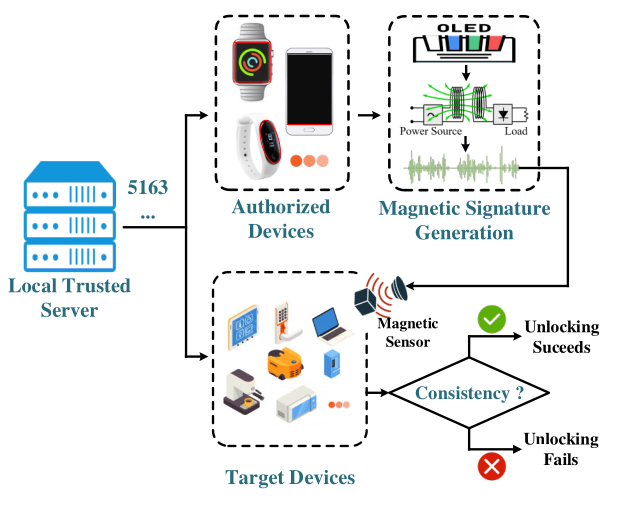 OLED
Power Source
Load
5163
...
Authorized
Devices
Magnetic Signature
Generation
Local Trusted
Server
Magnetic
Sensor
Unlocking
Suceeds
Consistency ?
Unlocking
Fails
Target Devices